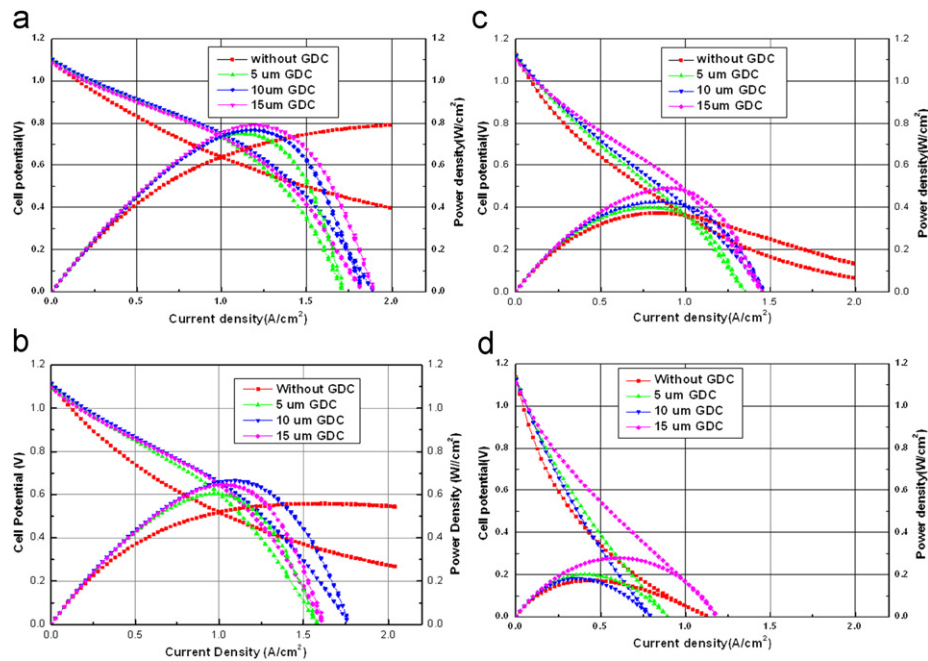 a
without GDC
5 um GDC
10um GDC
15um GDC
Cell potential(V)
Power density(W/cm²)
1.2
1.0
0.8
0.6
0.4
0.2
0.0
1.2
1.0
0.8
0.6
0.4
0.2
0.0
0.0
0.5
1.0
1.5
2.0
Current density(A/cm²)
c
without GDC
5 um GDC
10 um GDC
15um GDC
Cell potential(V)
Power density(W/cm²)
1.2
1.0
0.8
0.6
0.4
0.2
0.0
1.2
1.0
0.8
0.6
0.4
0.2
0.0
0.0
0.5
1.0
1.5
2.0
Current density(A/cm²)
b
Without GDC
5 um GDC
10 um GDC
15 um GDC
Cell Potential (V)
Power Density (W//cm²)
1.2
1.0
0.8
0.6
0.4
0.2
0.0
1.2
1.0
0.8
0.6
0.4
0.2
0.0
0.0
0.5
1.0
1.5
2.0
Current Density (A/cm²)
d
Without GDC
5 um GDC
10 um GDC
15 um GDC
Cell potential(V)
Power density(W/cm²)
1.2
1.0
0.8
0.6
0.4
0.2
0.0
1.2
1.0
0.8
0.6
0.4
0.2
0.0
0.0
0.5
1.0
1.5
2.0
Current density(A/cm²)